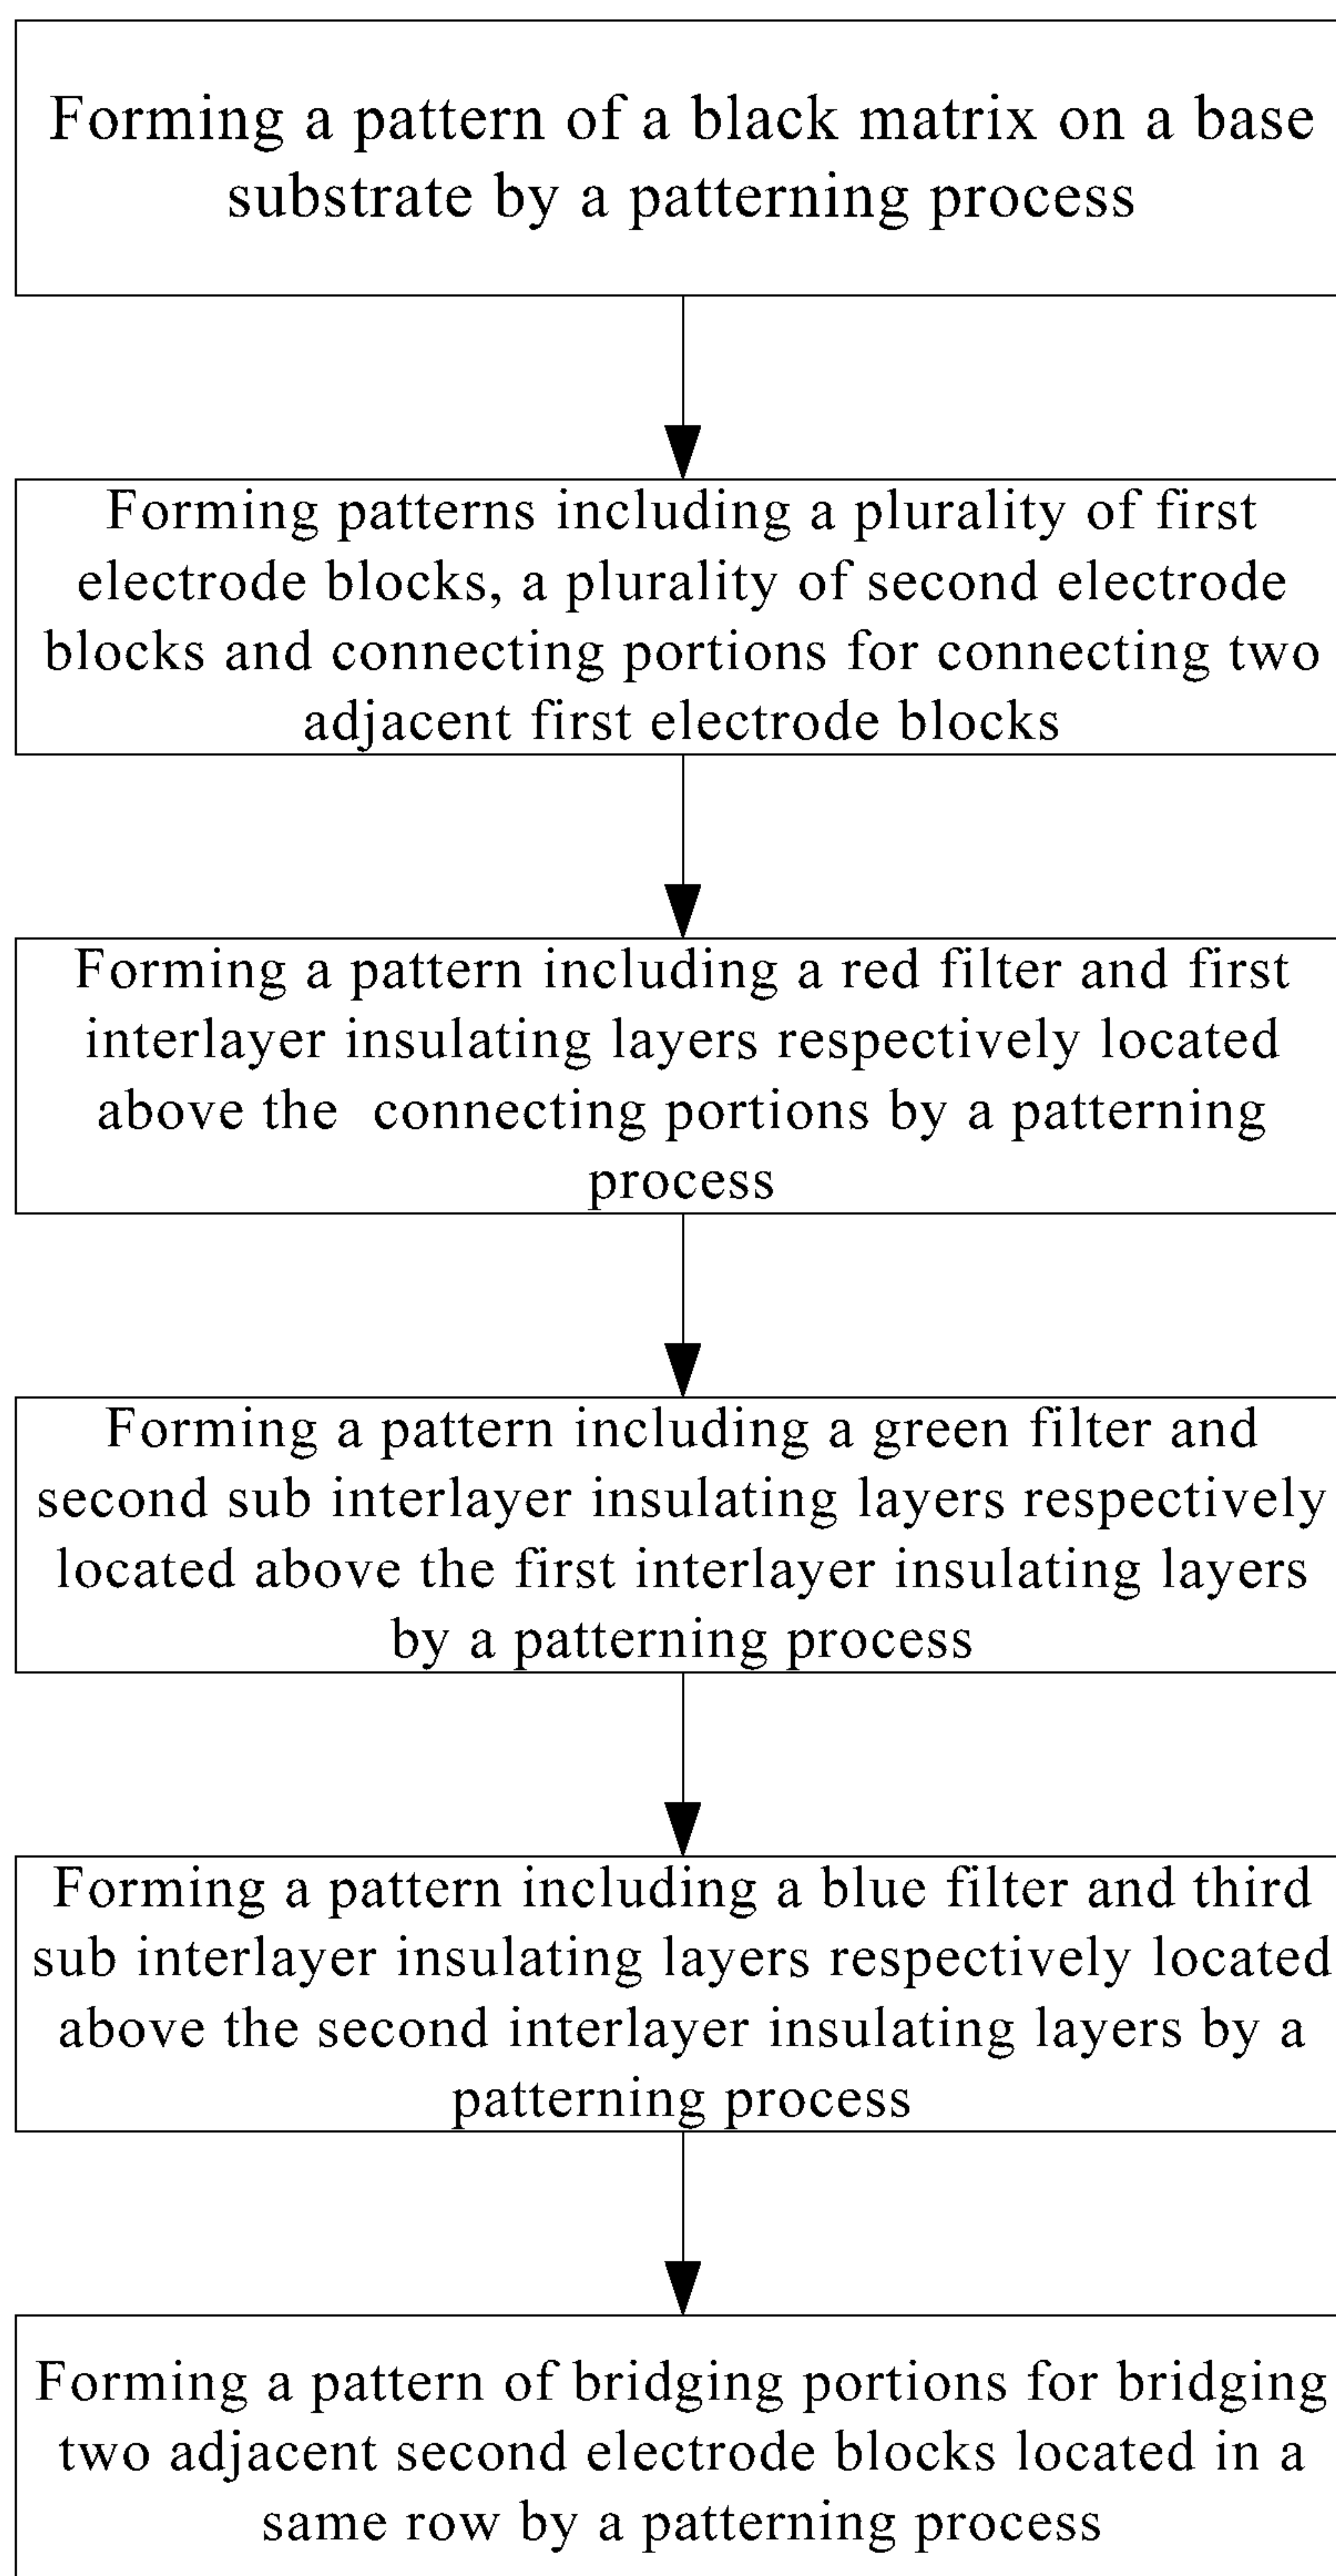 Forming a pattern of a black matrix on a base
substrate by a patterning process
Forming patterns including a plurality of first
electrode blocks, a plurality of second electrode
blocks and connecting portions for connecting two
adjacent first electrode blocks
Forming a pattern including a red filter and first
interlayer insulating layers respectively located
above the connecting portions by a patterning
process
Forming a pattern including a green filter and
second sub interlayer insulating layers respectively
located above the first interlayer insulating layers
by a patterning process
Forming a pattern including a blue filter and third
sub interlayer insulating layers respectively located
above the second interlayer insulating layers by a
patterning process
Forming a pattern of bridging portions for bridging
two adjacent second electrode blocks located in a
same row by a patterning process